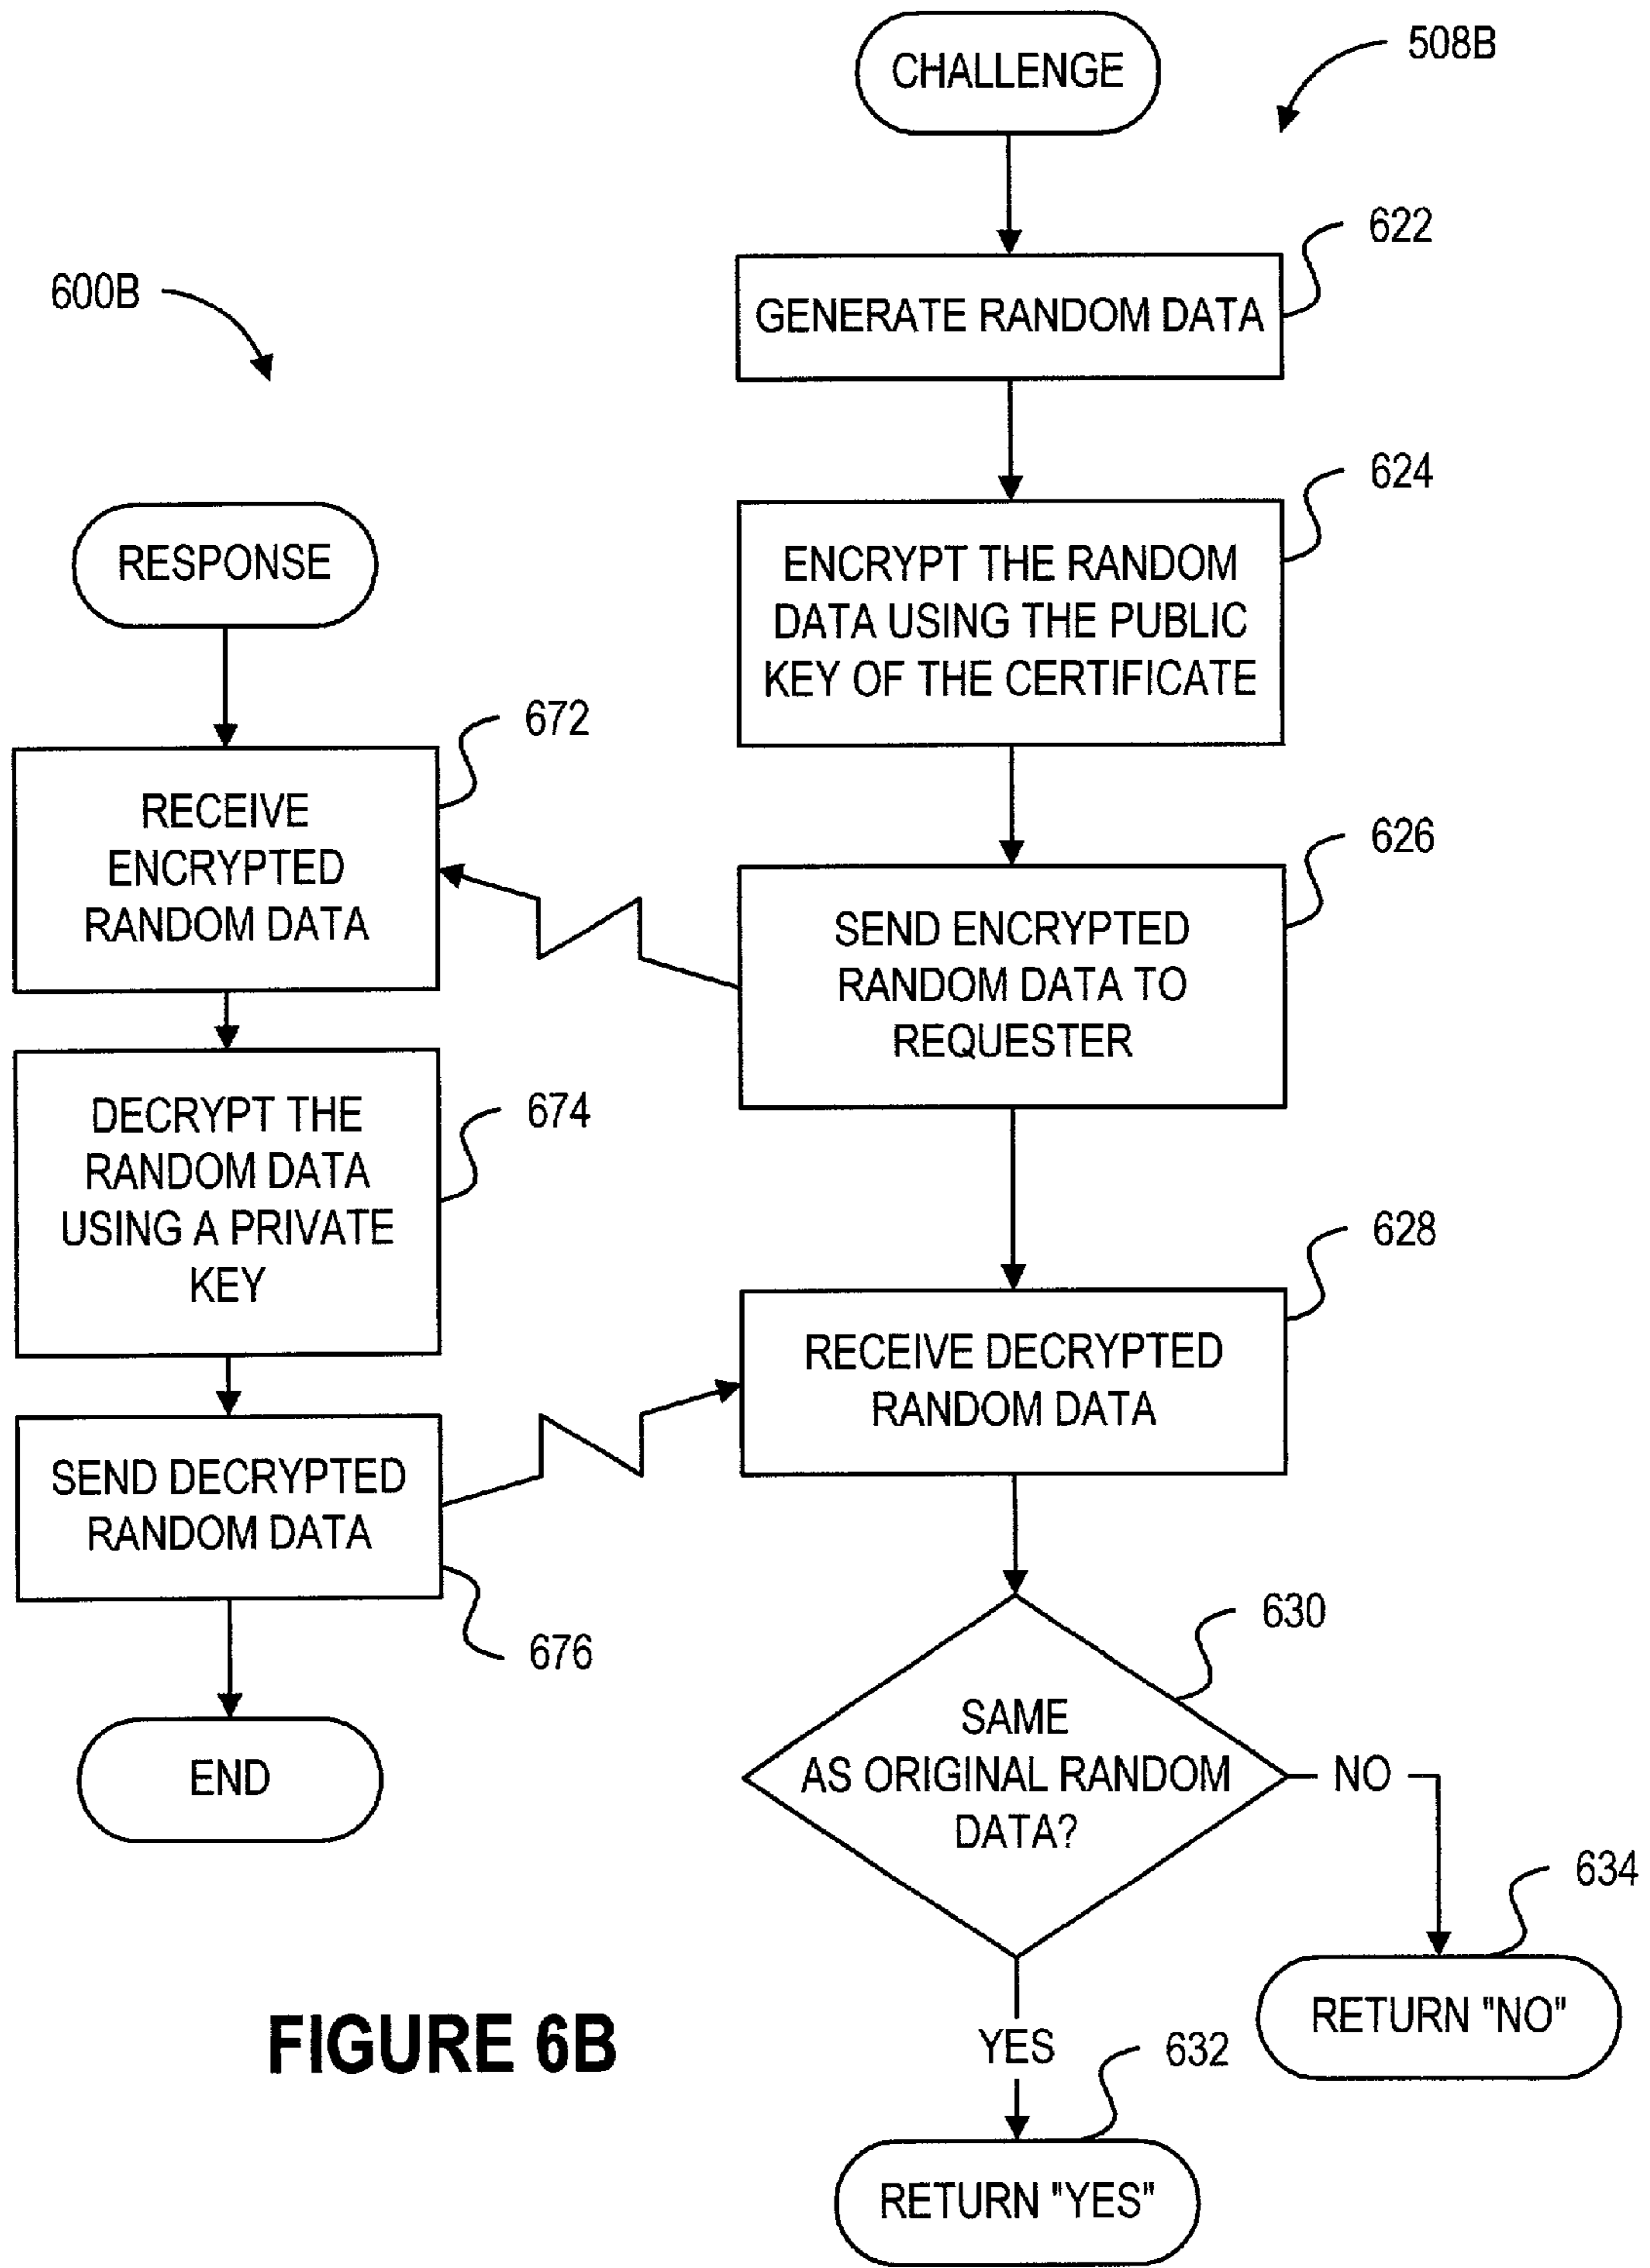 CHALLENGE
508B
622
GENERATE RANDOM DATA
600B
624
ENCRYPT THE RANDOM
DATA USING THE PUBLIC
KEY OF THE CERTIFICATE
RESPONSE
672
RECEIVE
ENCRYPTED
RANDOM DATA
626
SEND ENCRYPTED
RANDOM DATA TO
REQUESTER
DECRYPT THE
RANDOM DATA
USING A PRIVATE
KEY
674
628
RECEIVE DECRYPTED
RANDOM DATA
SEND DECRYPTED
RANDOM DATA
676
END
630
SAME
AS ORIGINAL RANDOM
DATA?
NO
634
RETURN "NO"
YES
632
RETURN "YES"
FIGURE 6B